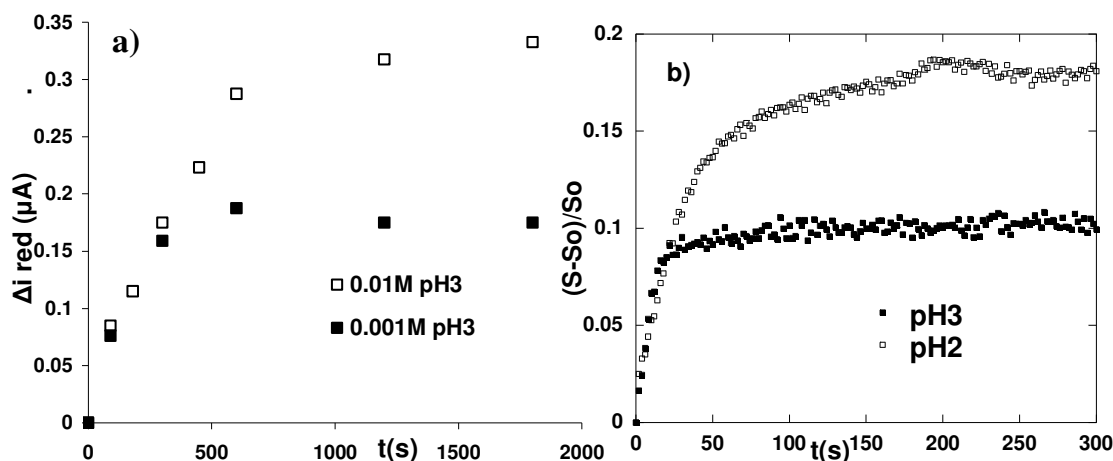 a)
Δi red (µA)
0.35
0.3
0.25
0.2
0.15
0.1
0.05
0
0.01M pH3
0.001M pH3
0 500 t(s) 1000 1500 2000
b)
(S-So)/So
0.2
0.15
0.1
0.05
0
pH3
pH2
0 50 100 t(s) 150 200 250 300